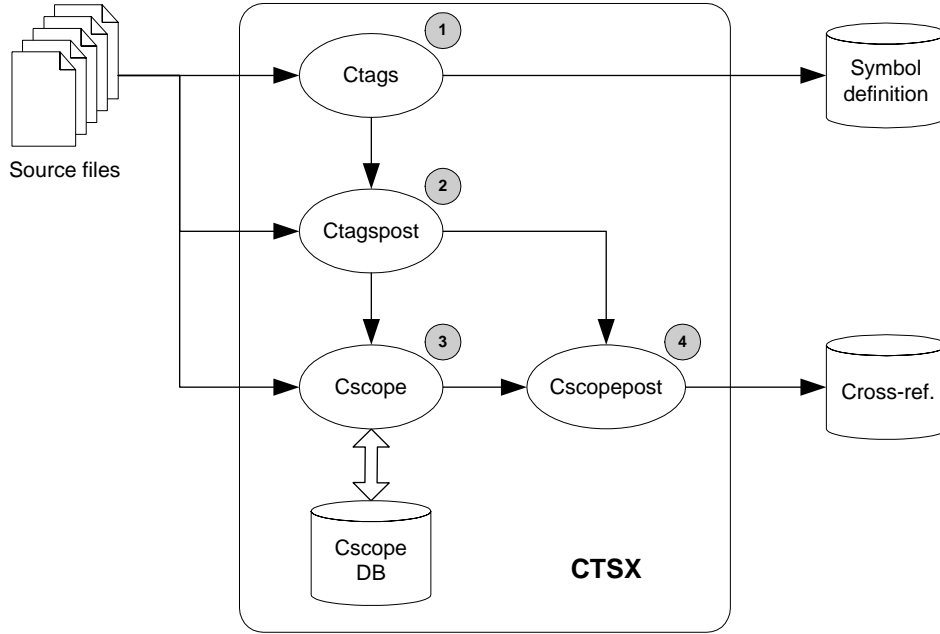 1
Ctags
Symbol
definition
Source files
2
Ctagspost
3
4
Cscope
Cscopepost
Cross-ref.
Cscope
DB
CTSX